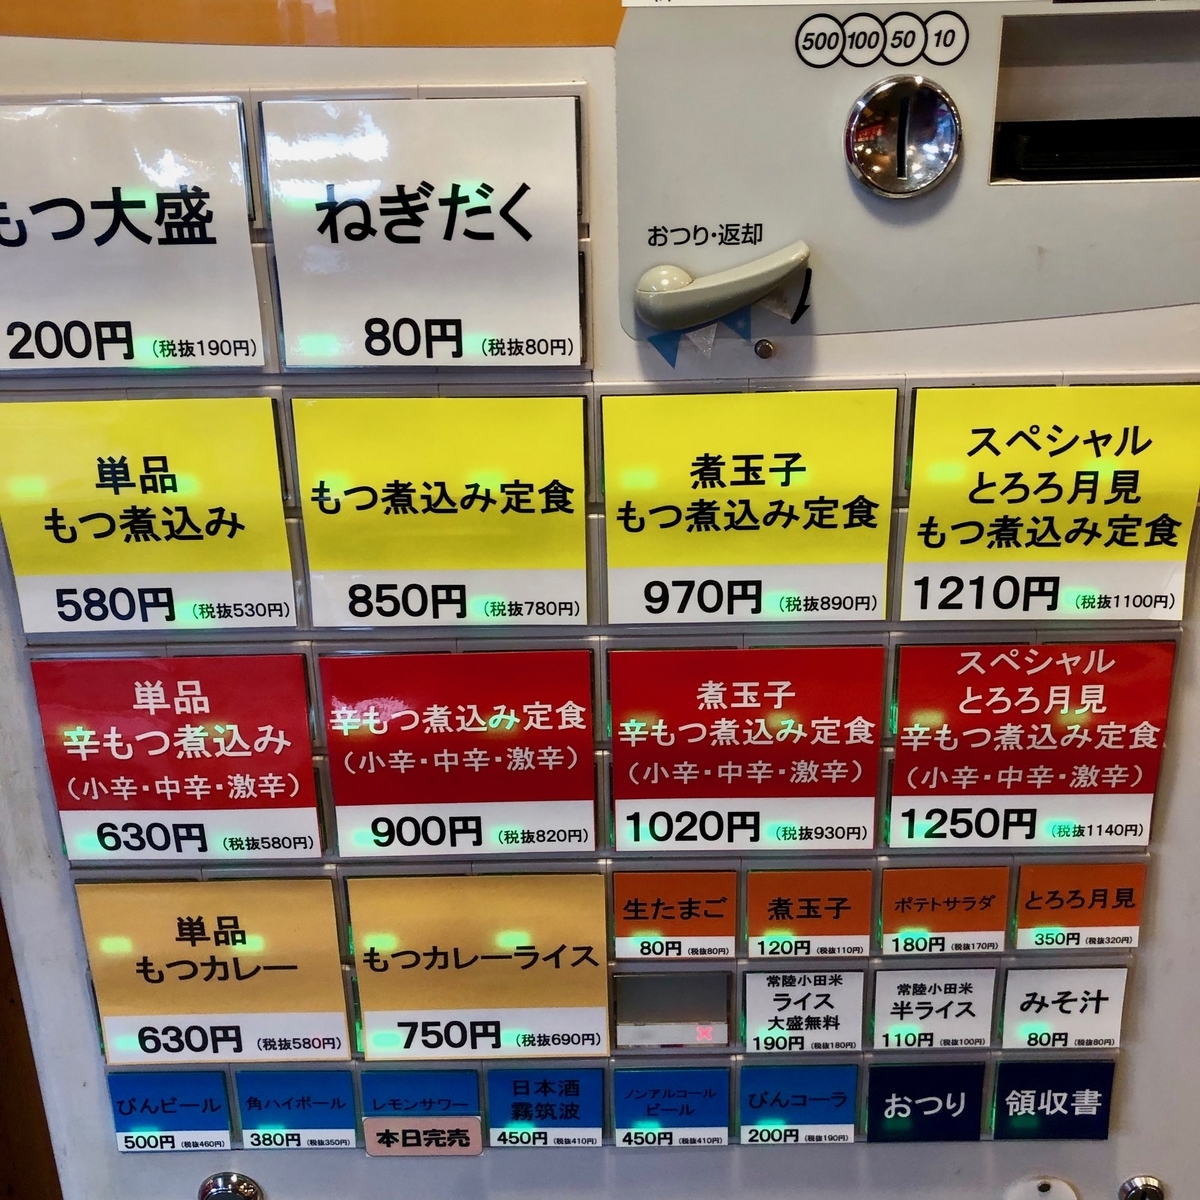 500 100 50 10
もつ大盛
200円(税抜190円)
ねぎだく
80円(税抜80円)
おつり・返却
単品
もつ煮込み
580円(税抜530円)
もつ煮込み定食
850円(税抜780円)
煮玉子
もつ煮込み定食
970円(税抜890円)
スペシャル
とろろ月見
もつ煮込み定食
1210円(税抜1100円)
単品
辛もつ煮込み
(小辛・中辛・激辛)
630円(税抜580円)
辛もつ煮込み定食
(小辛・中辛・激辛)
900円(税抜820円)
煮玉子
辛もつ煮込み定食
(小辛・中辛・激辛)
1020円(税抜930円)
スペシャル
とろろ月見
辛もつ煮込み定食
(小辛・中辛・激辛)
1250円(税抜1140円)
単品
もつカレー
630円(税抜580円)
もつカレーライス
750円(税抜690円)
生たまご
80円(税抜80円)
煮玉子
120円(税抜110円)
ポテトサラダ
180円(税抜170円)
とろろ月見
350円(税抜320円)
常陸小田米
ライス
大盛無料
190円(税抜180円)
常陸小田米
半ライス
110円(税抜100円)
みそ汁
80円(税抜80円)
びんビール
500円(税抜460円)
角ハイボール
380円(税抜350円)
レモンサワー
本日完売
日本酒
霧筑波
450円(税抜410円)
ノンアルコール
ビール
450円(税抜410円)
びんコーラ
200円(税抜190円)
おつり
領収書